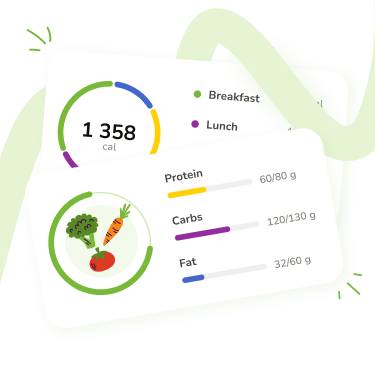 1 358
cal
Breakfast
Lunch
Protein
60/80 g
Carbs
120/130 g
Fat
32/60 g